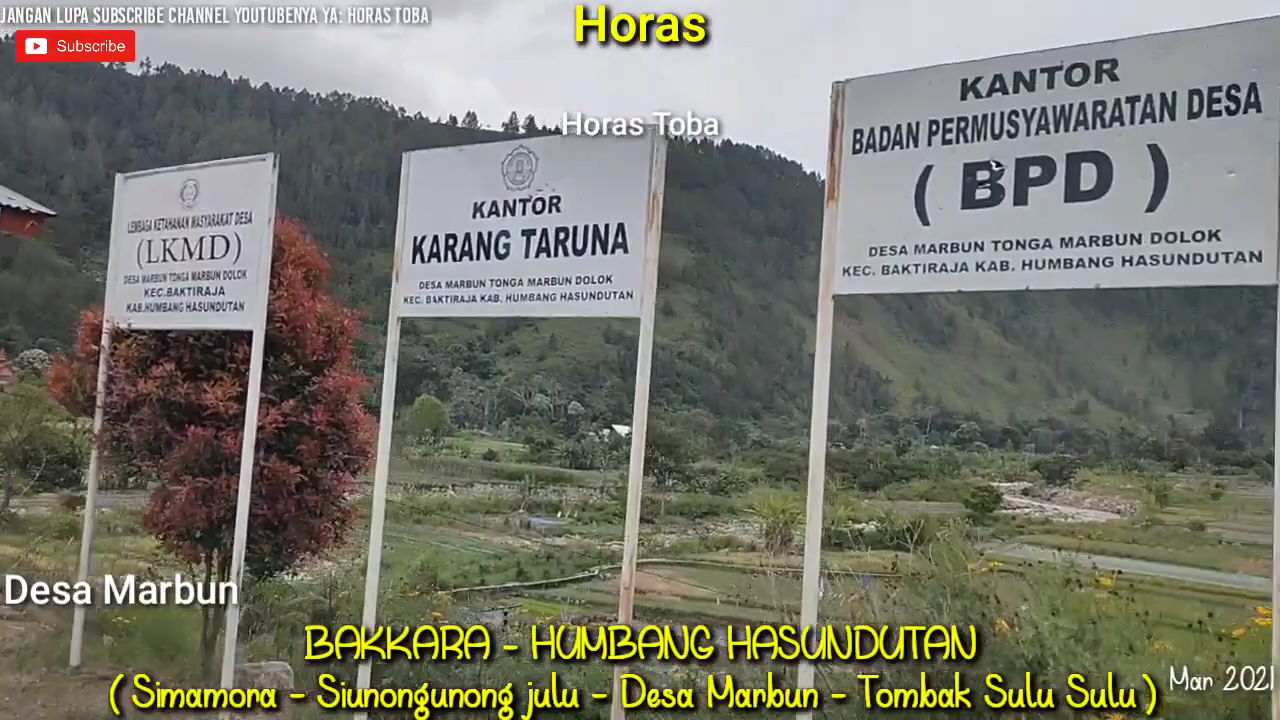 JANGAN LUPA SUBSCRIBE CHANNEL YOUTUBENYA YA: HORAS TOBA
Subscribe
Horas
Horas Toba
LEMBAGA KETAHANAN MASYARAKAT DESA
(LKMD)
DESA MARBUN TONGA MARBUN DOLOK
KEC.BAKTIRAJA
KAB.HUMBANG HASUNDUTAN
KANTOR
KARANG TARUNA
DESA MARBUN TONGA MARBUN DOLOK
KEC. BAKTIRAJA KAB. HUMBANG HASUNDUTAN
KANTOR
BADAN PERMUSYAWARATAN DESA
( BPD )
DESA MARBUN TONGA MARBUN DOLOK
KEC. BAKTIRAJA KAB. HUMBANG HASUNDUTAN
Desa Marbun
BAKKARA - HUMBANG HASUNDUTAN
( Simamora - Siunongunong julu - Desa Marbun - Tombak Sulu Sulu )
Mar 2021